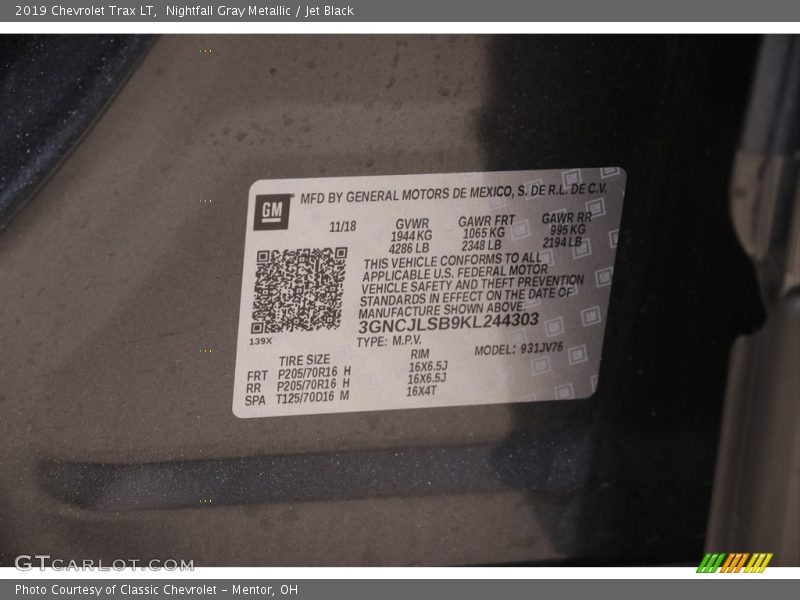 2019 Chevrolet Trax LT,  Nightfall Gray Metallic / Jet Black
GM
MFD BY GENERAL MOTORS DE MEXICO, S. DE R.L. DE C.V.
11/18 GVWR GAWR FRT GAWR RR
1944 KG 1065 KG 995 KG
4286 LB 2348 LB 2194 LB
THIS VEHICLE CONFORMS TO ALL
APPLICABLE U.S. FEDERAL MOTOR
VEHICLE SAFETY AND THEFT PREVENTION
STANDARDS IN EFFECT ON THE DATE OF
MANUFACTURE SHOWN ABOVE.
3GNCJLSB9KL244303
139X
TYPE: M.P.V.
TIRE SIZE RIM MODEL: 931JV76
FRT P205/70R16 H 16X6.5J
RR P205/70R16 H 16X6.5J
SPA T125/70D16 M 16X4T
GTCARLOT.COM
Photo Courtesy of Classic Chevrolet - Mentor, OH